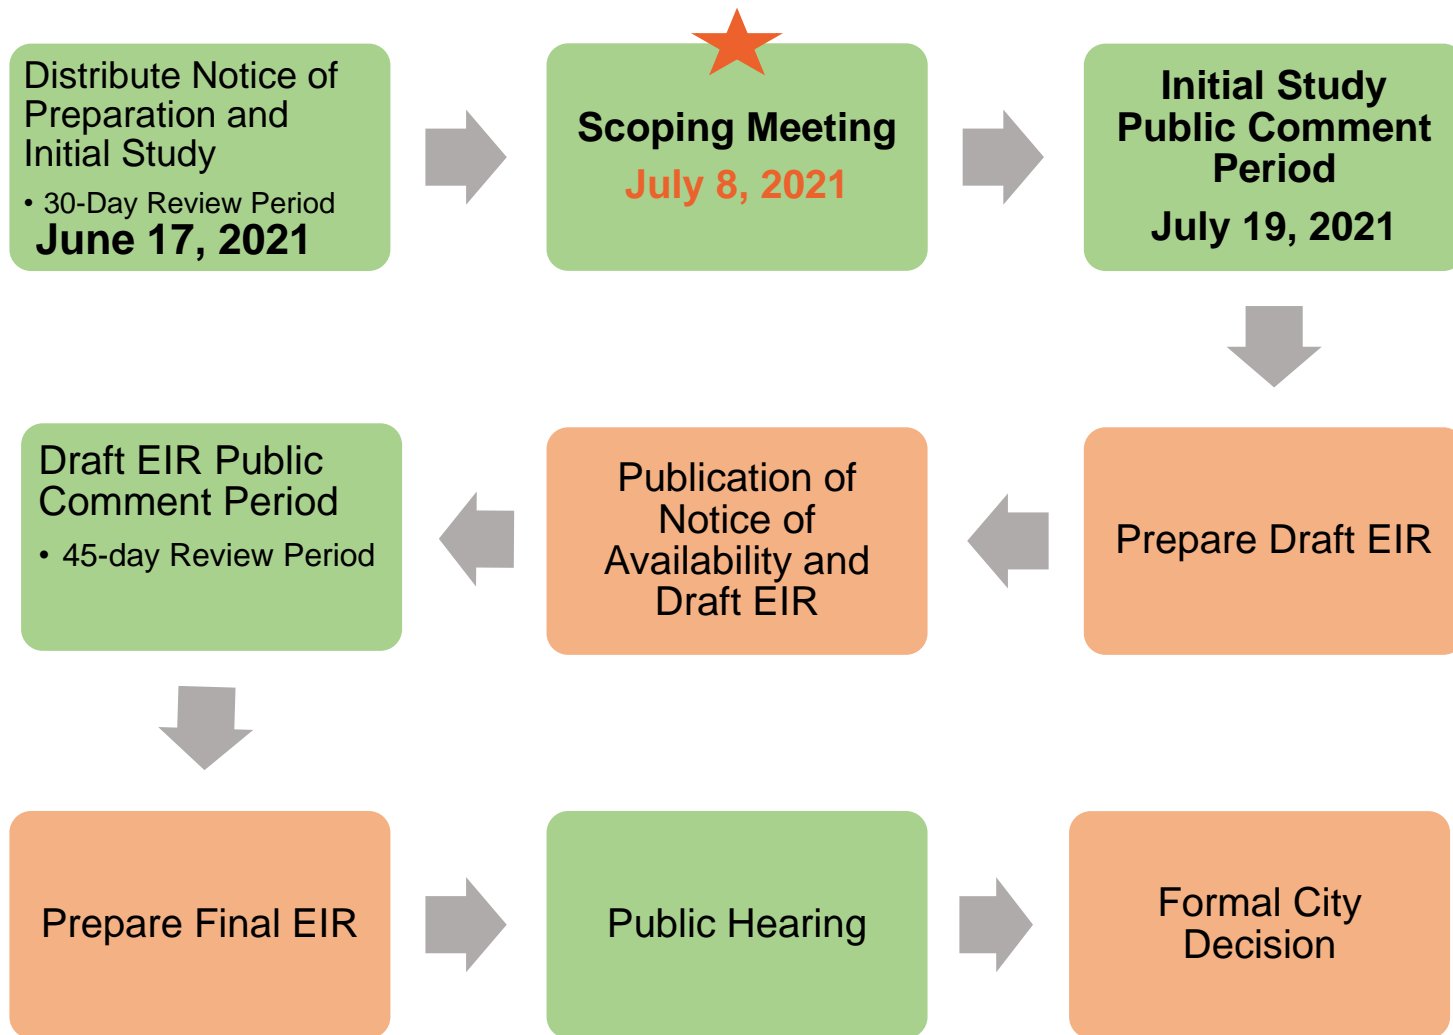 Distribute Notice of
Preparation and
Initial Study
• 30-Day Review Period
June 17, 2021
Scoping Meeting
July 8, 2021
Initial Study
Public Comment
Period
July 19, 2021
Prepare Draft EIR
Publication of
Notice of
Availability and
Draft EIR
Draft EIR Public
Comment Period
• 45-day Review Period
Prepare Final EIR
Public Hearing
Formal City
Decision